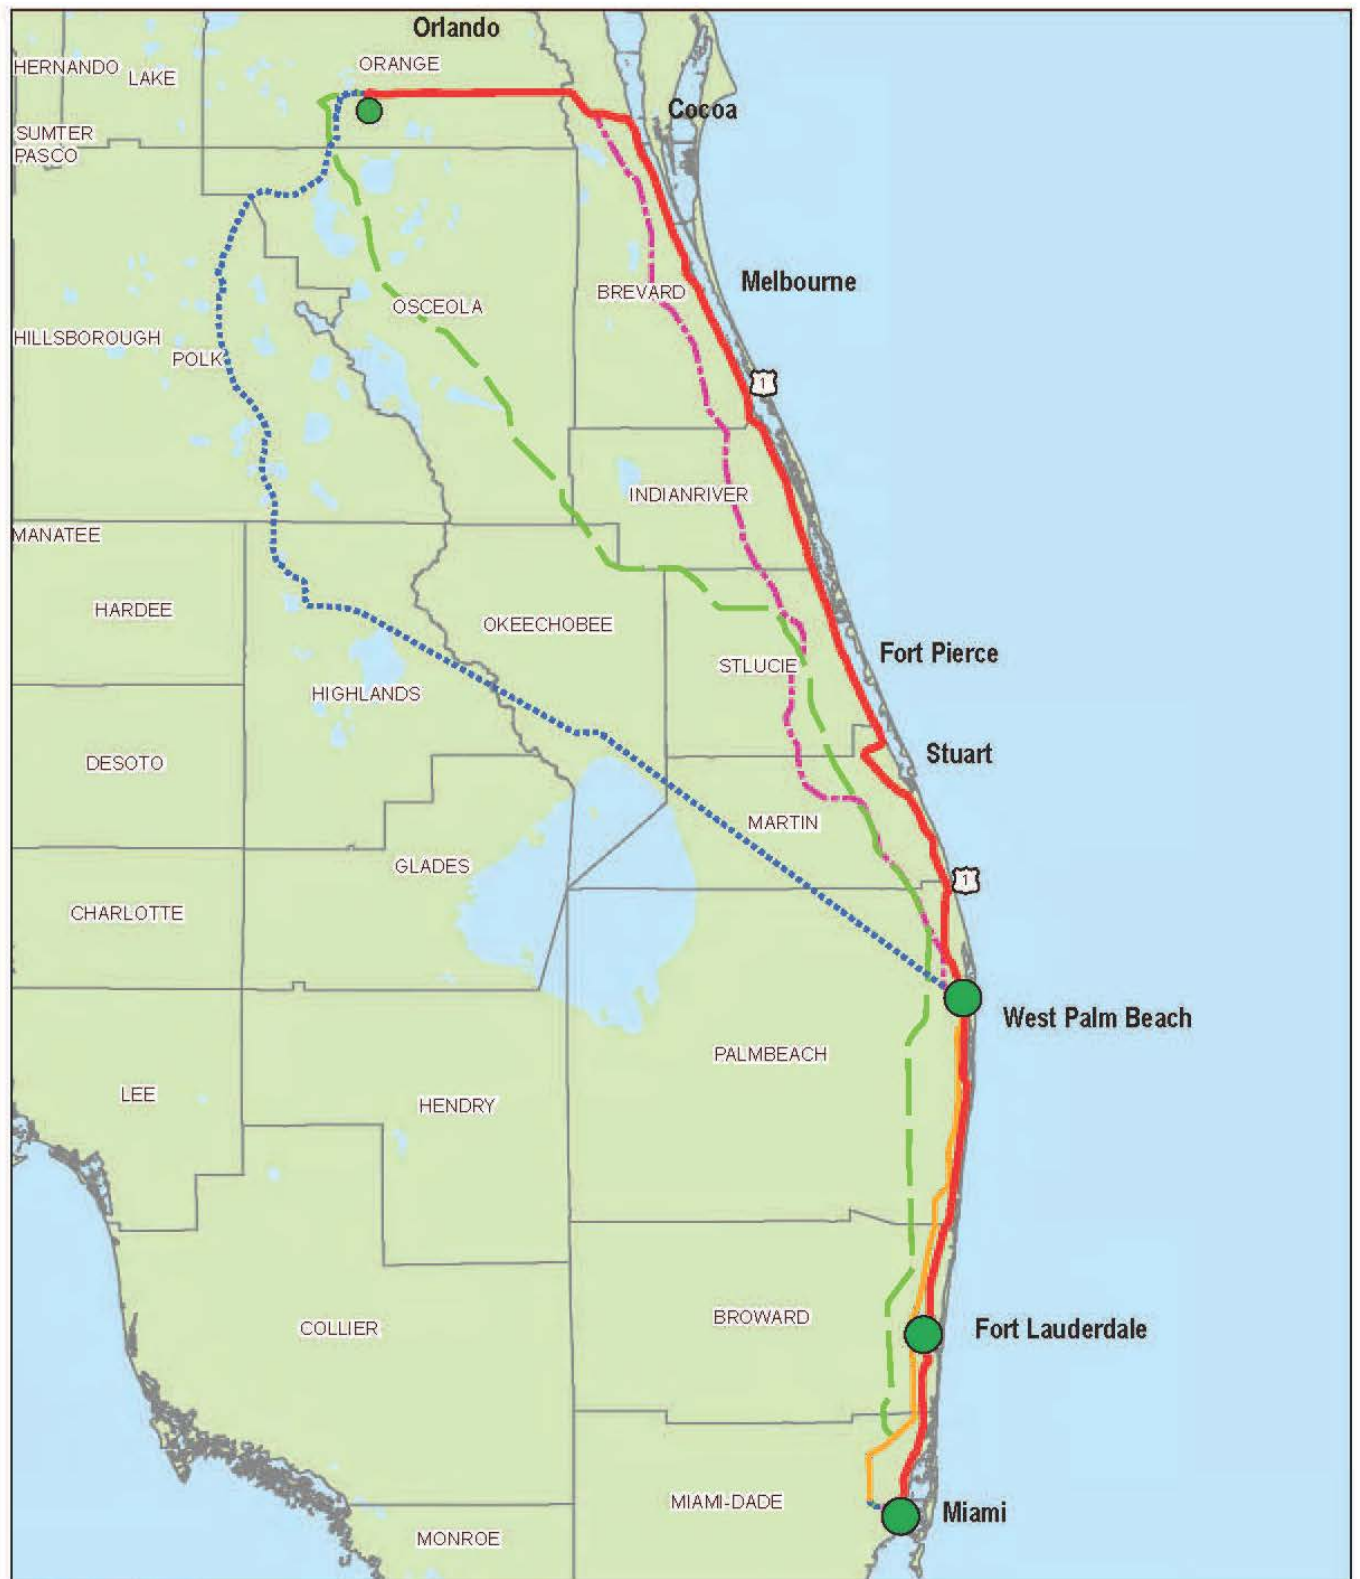 Orlando
ORANGE
HERNANDO
LAKE
Cocoa
SUMTER
PASCO
Melbourne
BREVARD
OSCEOLA
HILLSBOROUGH
POLK
1
INDIANRIVER
MANATEE
HARDEE
OKEECHOBEE
Fort Pierce
STLUCIE
HIGHLANDS
Stuart
DESOTO
MARTIN
GLADES
1
CHARLOTTE
West Palm Beach
PALMBEACH
LEE
HENDRY
BROWARD
COLLIER
Fort Lauderdale
MIAMI-DADE
Miami
MONROE